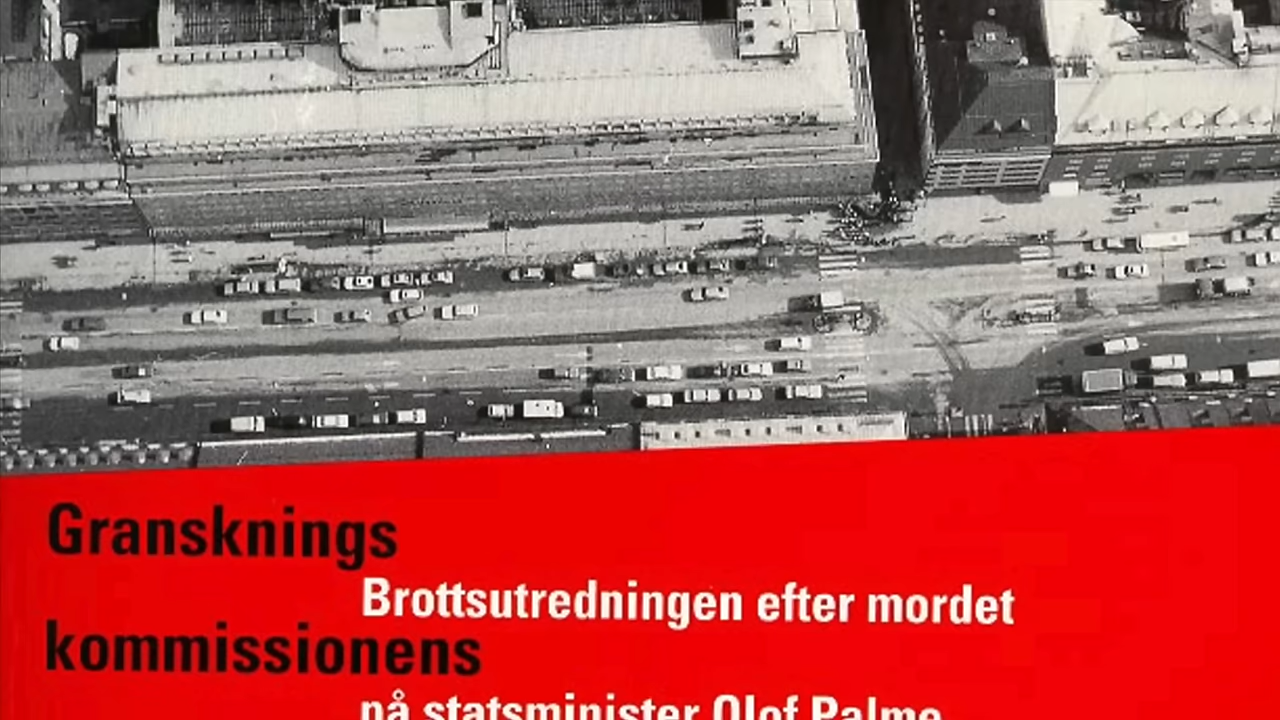 Gransknings
Brottsutredningen efter mordet
kommissionens
på statsminister Olof Palme